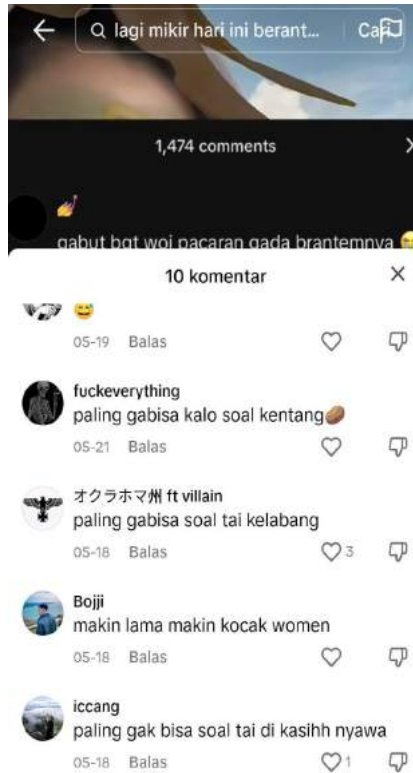 lagi mikir hari ini berant... Cari
1,474 comments
💅
gabut bgt woi pacaran gada brantemnya
10 komentar
😅
05-19 Balas
fuckeverything
paling gabisa kalo soal kentang🥔
05-21 Balas
オクラホマ州 ft villain
paling gabisa soal tai kelabang
05-18 Balas 3
Bojji
makin lama makin kocak women
05-18 Balas
iccang
paling gak bisa soal tai di kasihh nyawa
05-18 Balas 1